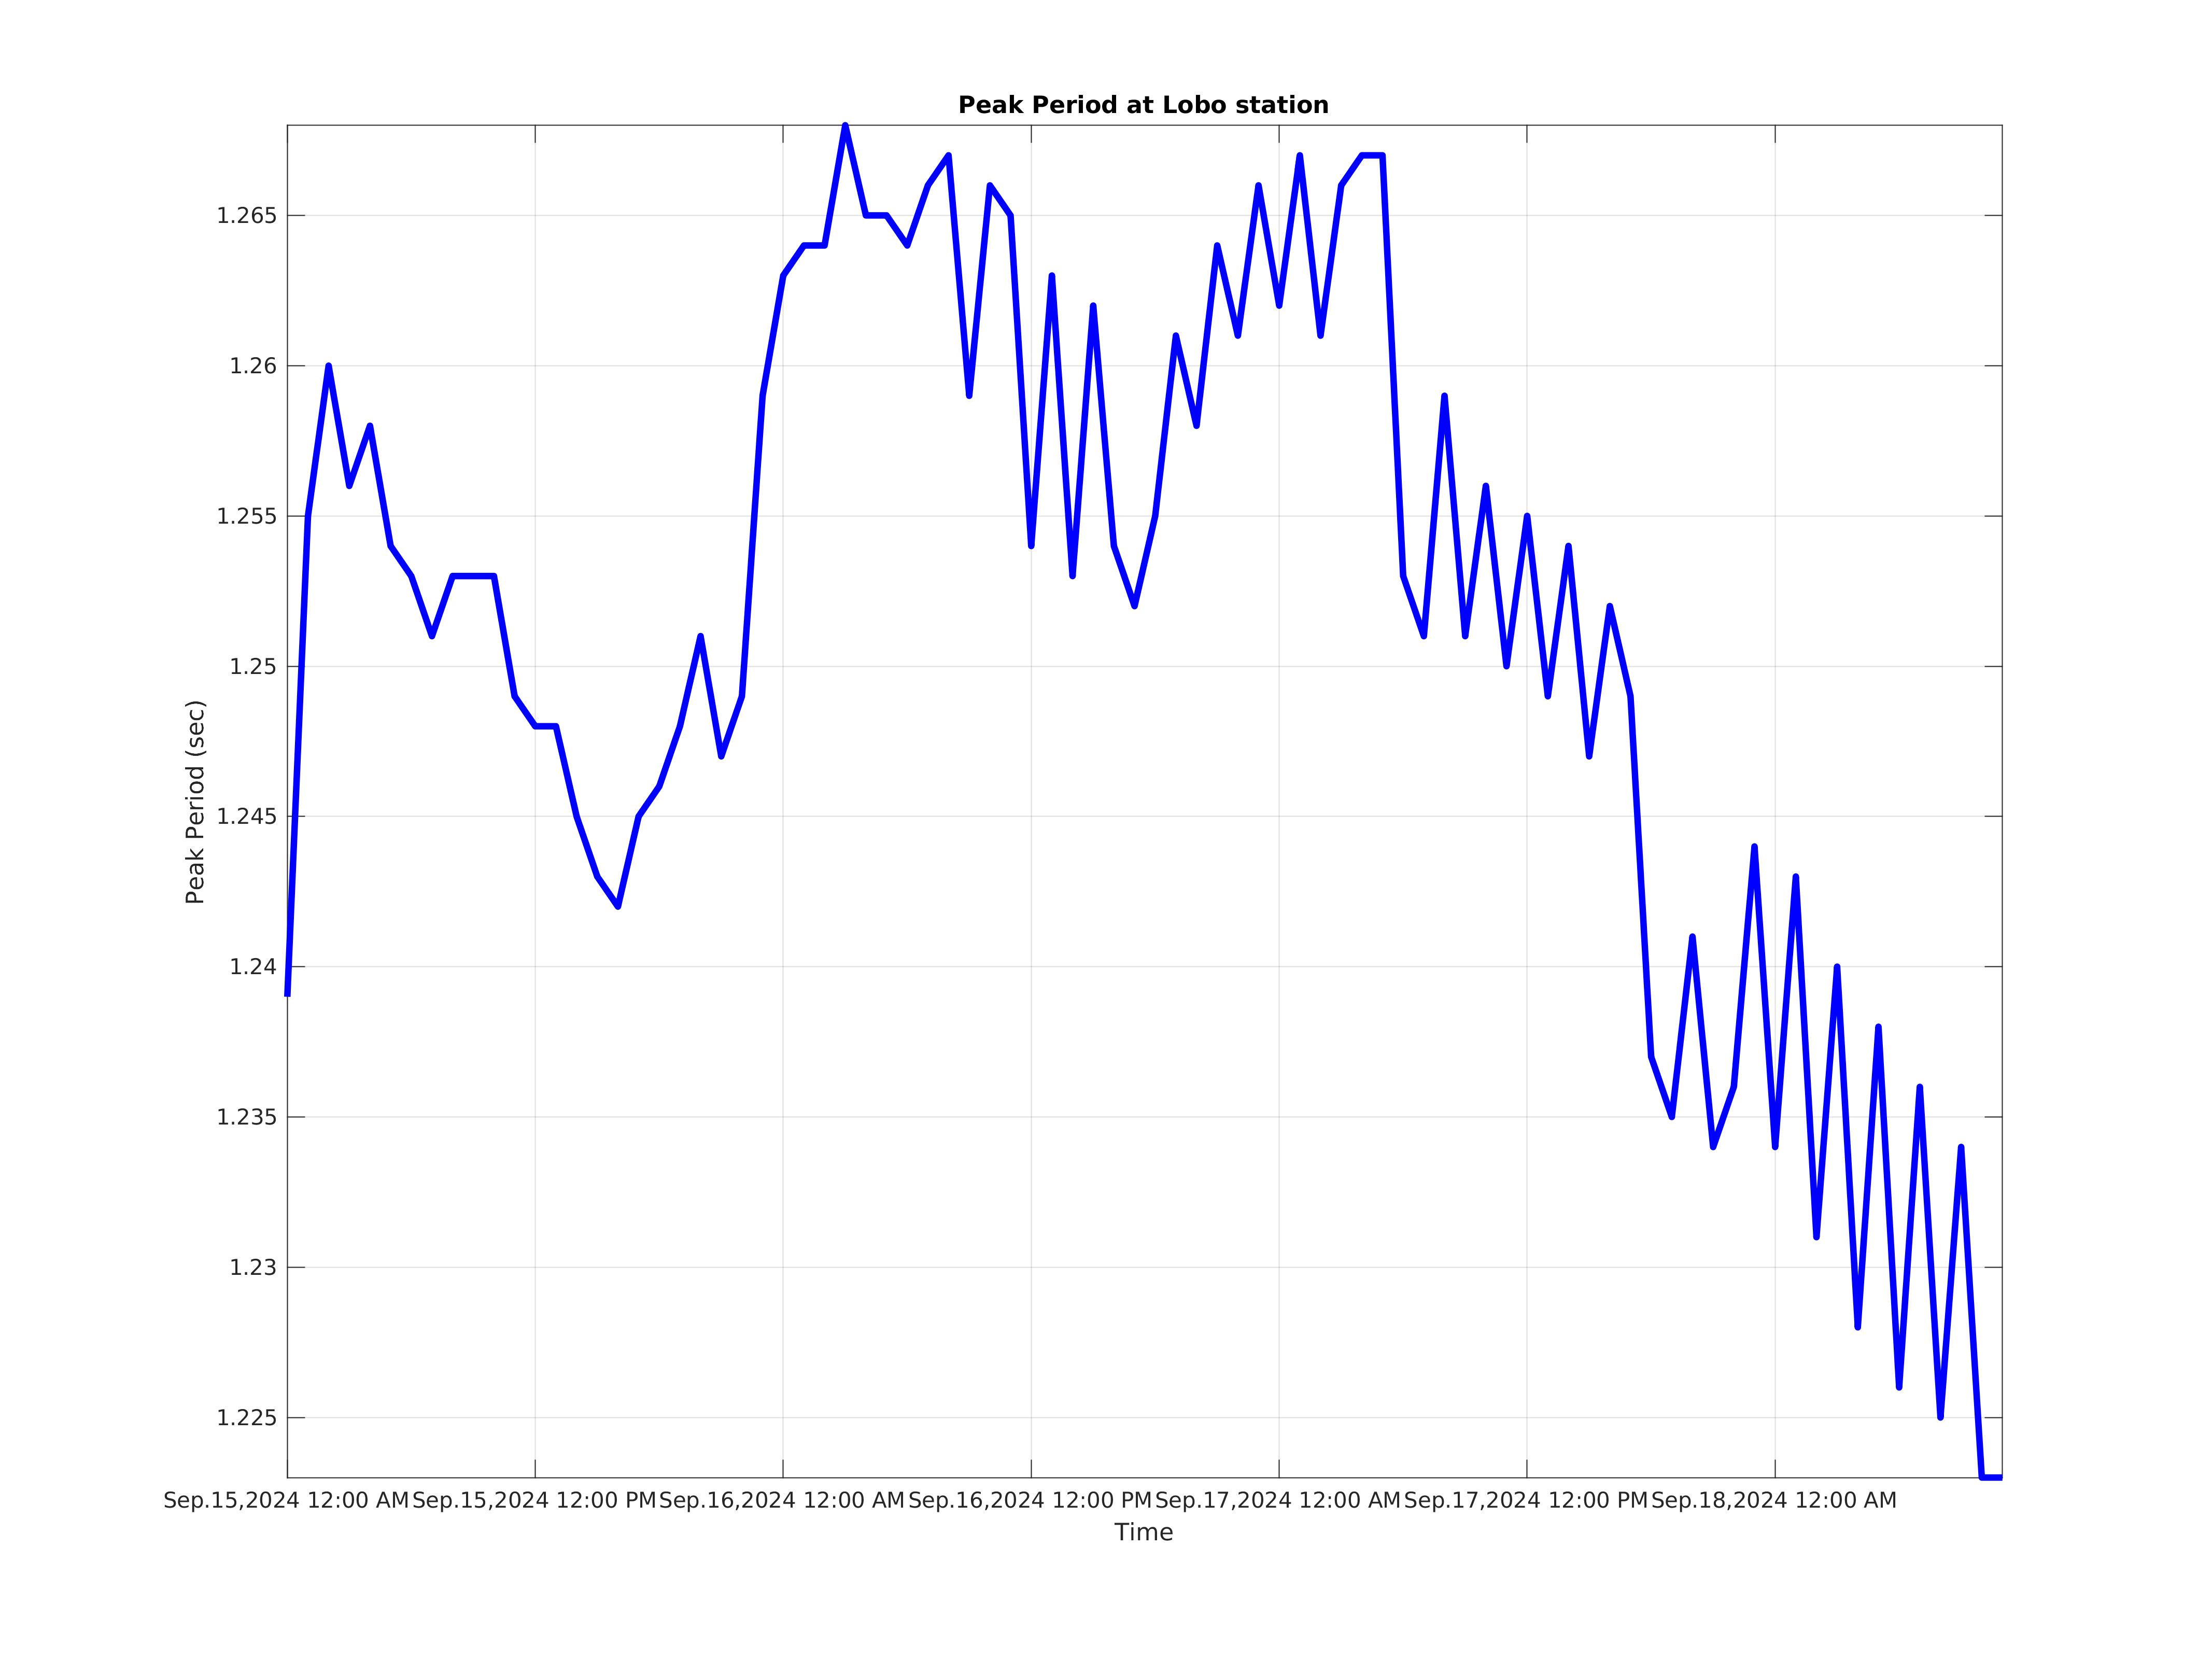 Peak Period at Lobo station
Peak Period (sec)
1.265
1.26
1.255
1.25
1.245
1.24
1.235
1.23
1.225
Sep.15,2024 12:00 AM Sep.15,2024 12:00 PM Sep.16,2024 12:00 AM Sep.16,2024 12:00 PM Sep.17,2024 12:00 AM Sep.17,2024 12:00 PM Sep.18,2024 12:00 AM
Time